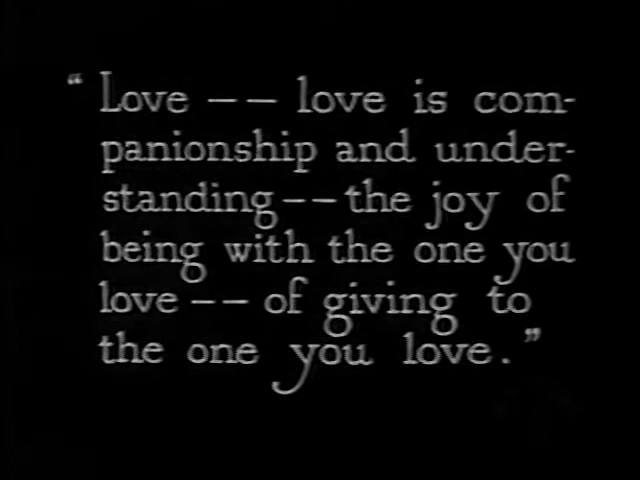 “ Love -- love is com-
panionship and under-
standing -- the joy of
being with the one you
love -- of giving to
the one you love.”